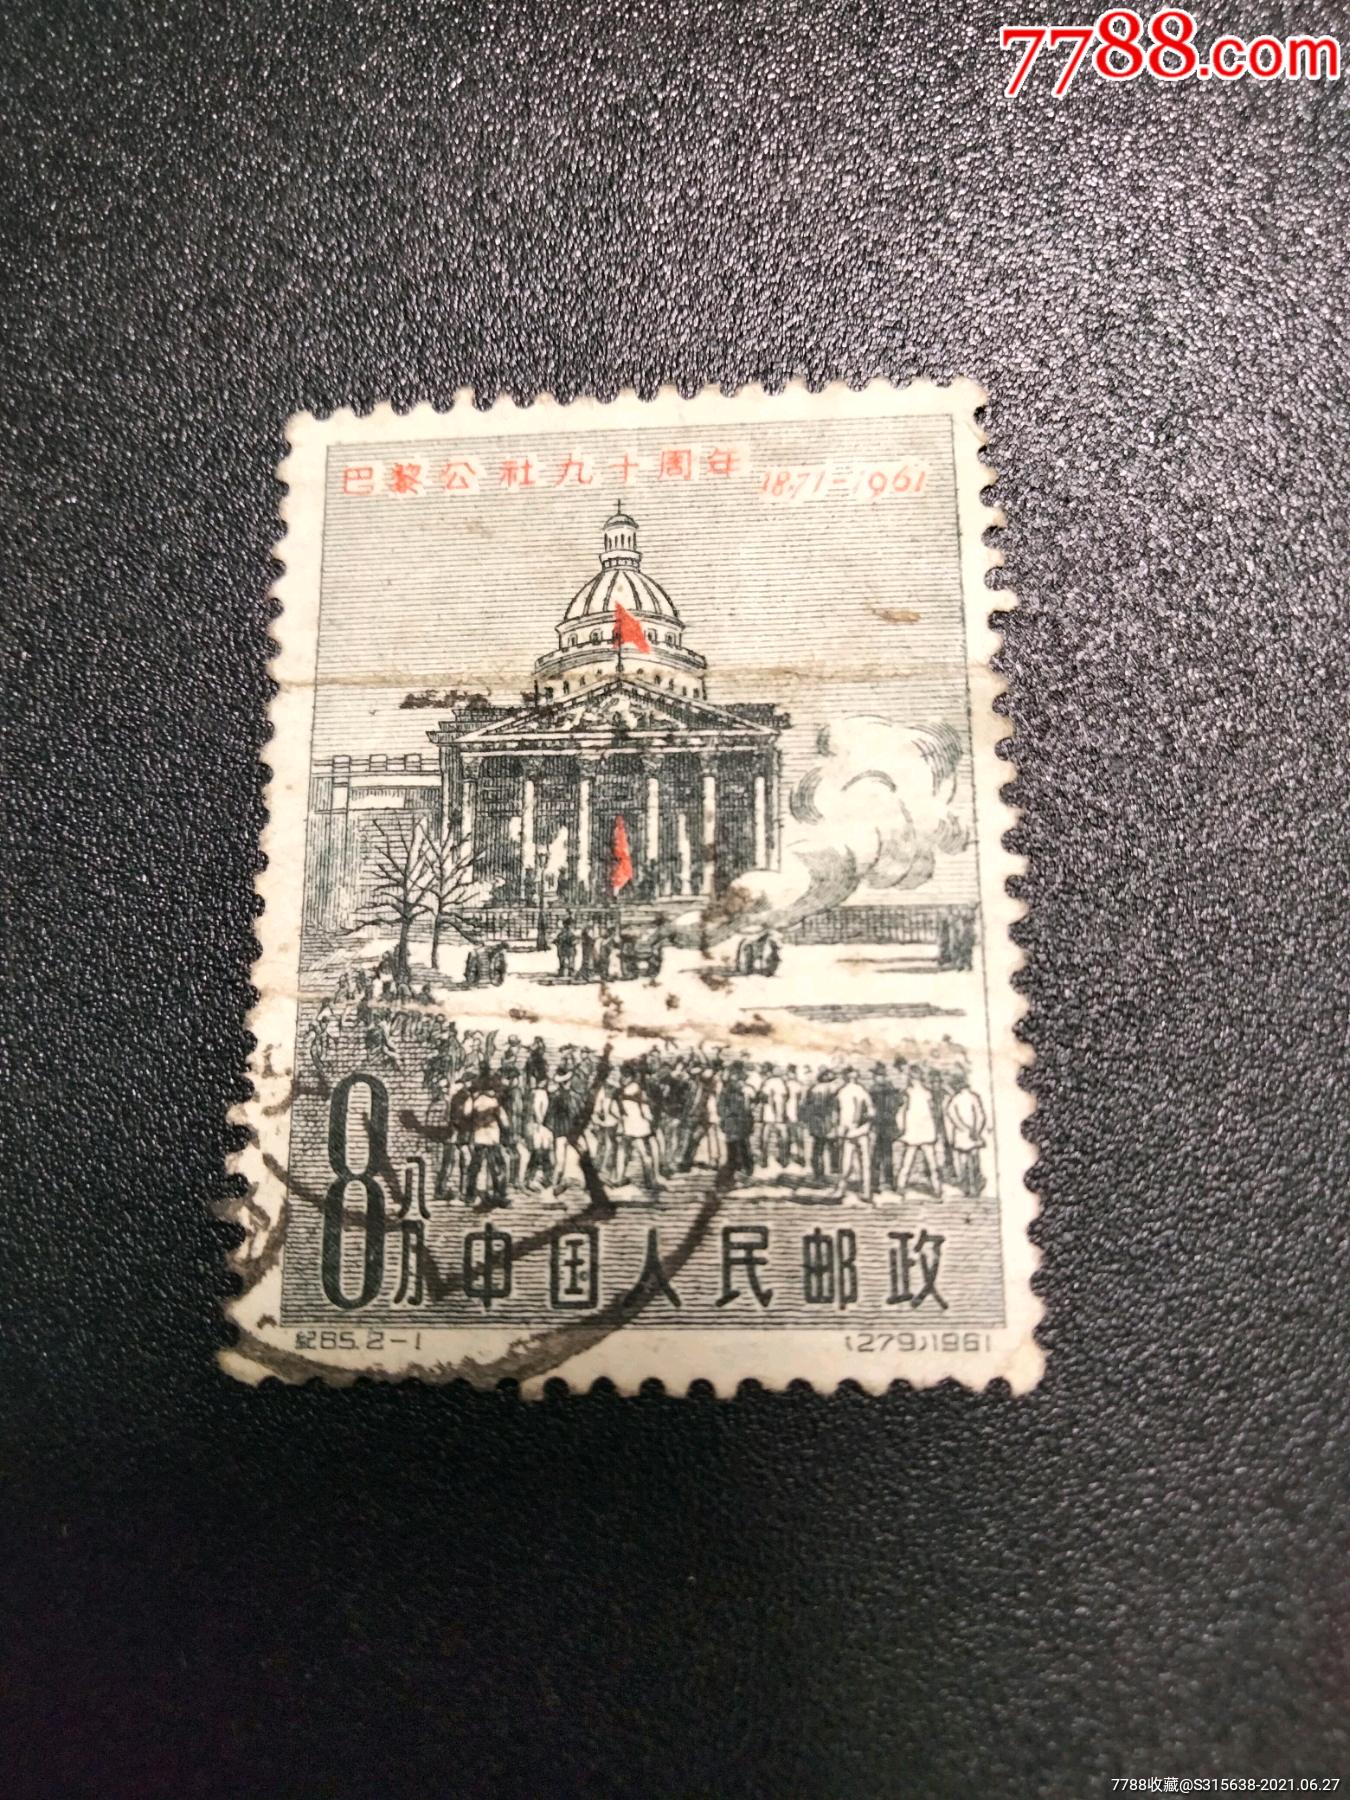 7788.com
巴黎公社九十周年 1871-1961
8八分 中国人民邮政
纪85.2-1 (279)1961
7788收藏@S315638-2021.06.27